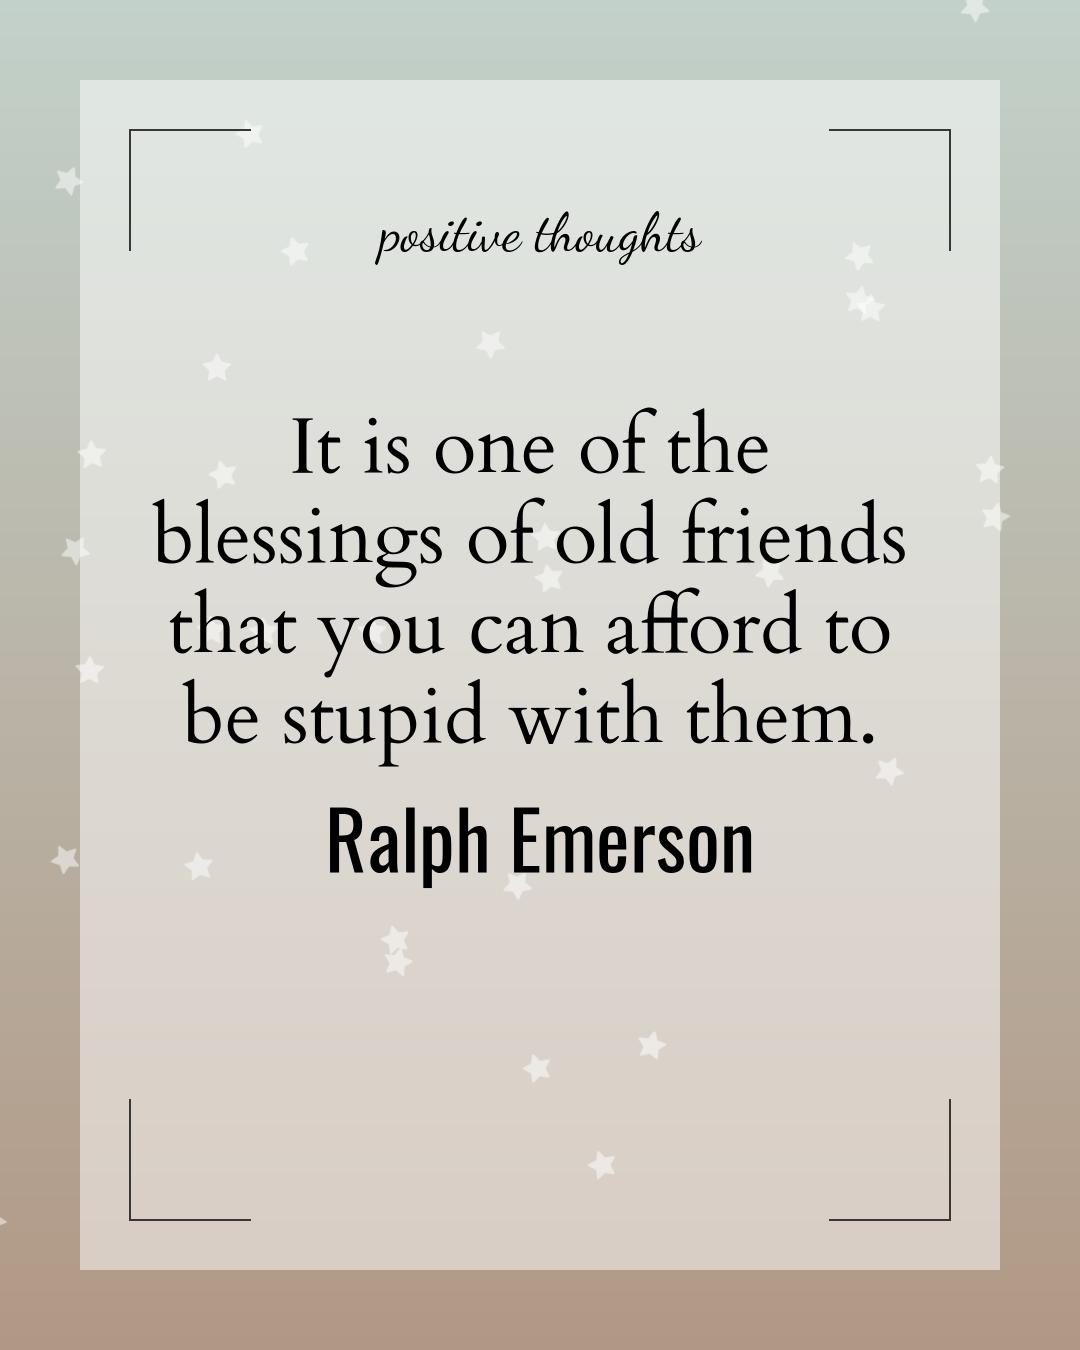 positive thoughts
It is one of the
blessings of old friends
that you can afford to
be stupid with them.
Ralph Emerson